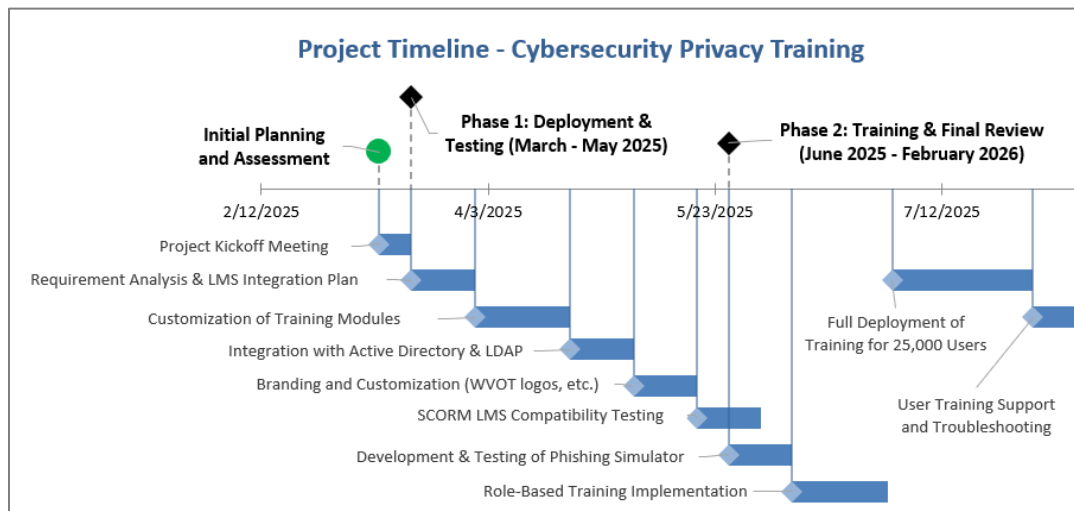 Project Timeline - Cybersecurity Privacy Training
Initial Planning
and Assessment
Phase 1: Deployment &
Testing (March - May 2025)
Phase 2: Training & Final Review
(June 2025 - February 2026)
2/12/2025
4/3/2025
5/23/2025
7/12/2025
Project Kickoff Meeting
Requirement Analysis & LMS Integration Plan
Customization of Training Modules
Integration with Active Directory & LDAP
Branding and Customization (WVOT logos, etc.)
SCORM LMS Compatibility Testing
Development & Testing of Phishing Simulator
Role-Based Training Implementation
Full Deployment of
Training for 25,000 Users
User Training Support
and Troubleshooting